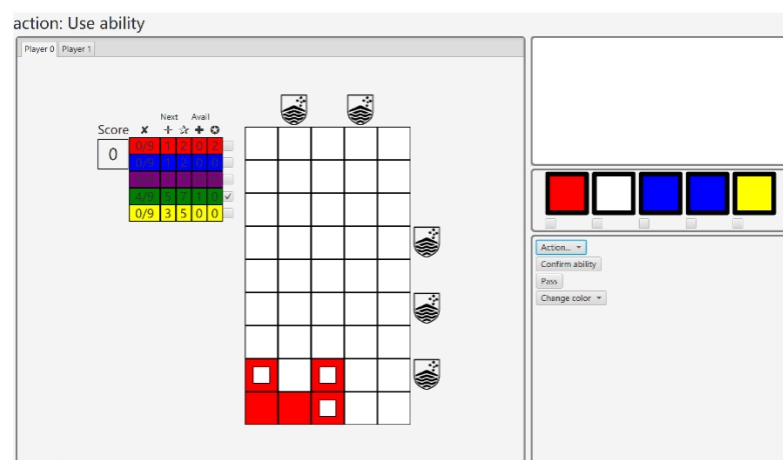 action: Use ability
Player 0 Player 1
Next Avail
Score
0
0/9 1 2 0 2
0/9 1 2 0 0
4/9 5 7 1 0
0/9 3 5 0 0
Action...
Confirm ability
Pass
Change color